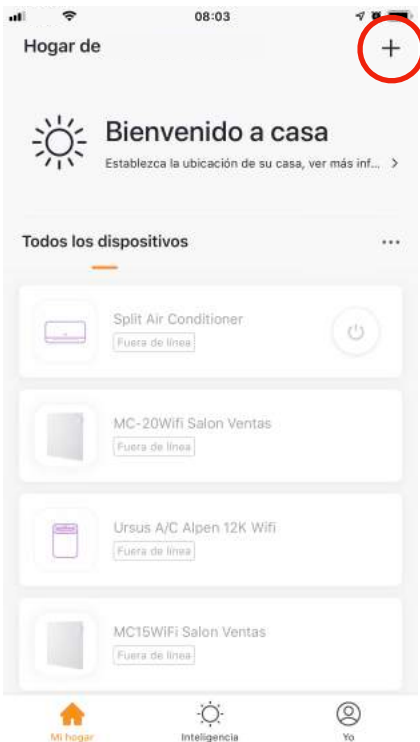 08:03
Hogar de
+
Bienvenido a casa
Establezca la ubicación de su casa, ver más inf... >
Todos los dispositivos
...
Split Air Conditioner
Fuera de línea
MC-20Wifi Salon Ventas
Fuera de línea
Ursus A/C Alpen 12K Wifi
Fuera de línea
MC15WiFi Salon Ventas
Fuera de línea
Mi hogar
Inteligencia
Yo